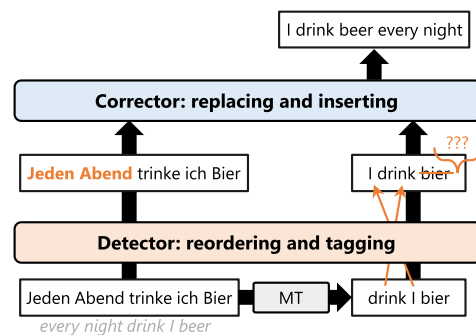 I drink beer every night
Corrector: replacing and inserting
???
Jeden Abend trinke ich Bier
I drink bier
Detector: reordering and tagging
Jeden Abend trinke ich Bier
MT
drink I bier
every night drink I beer